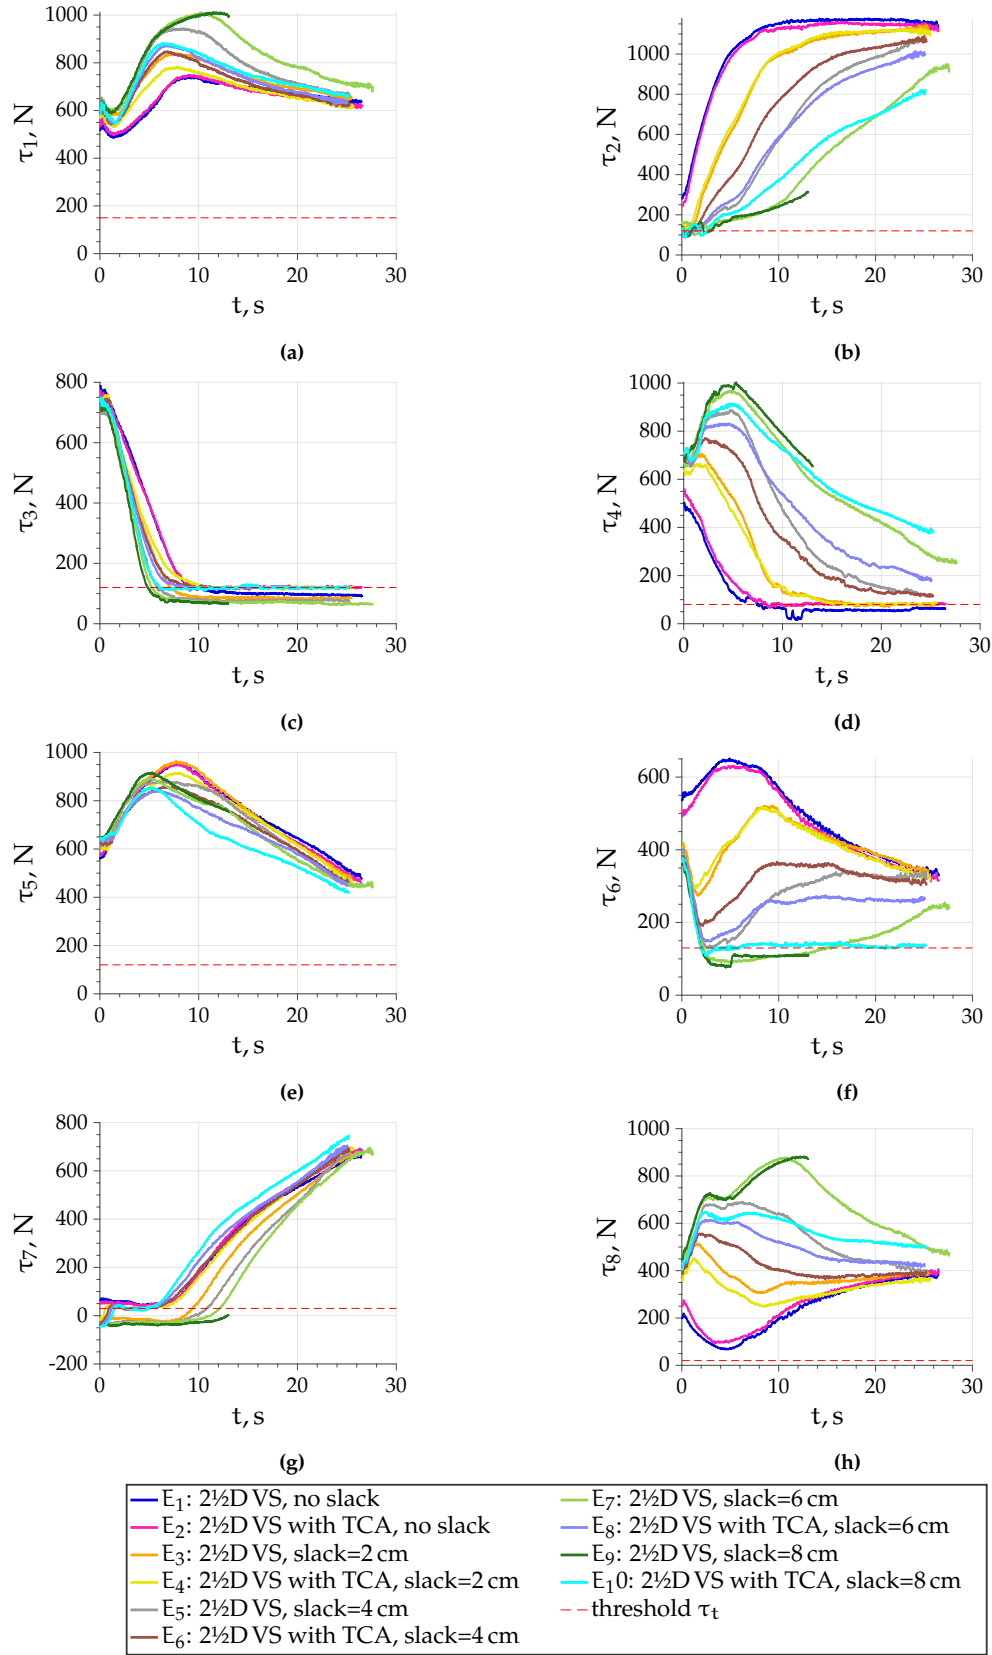 1000
800
600
400
200
0
τ1, N
0 10 20 30
t, s
(a)
1000
800
600
400
200
0
τ2, N
0 10 20 30
t, s
(b)
800
600
400
200
0
τ3, N
0 10 20 30
t, s
(c)
1000
800
600
400
200
0
τ4, N
0 10 20 30
t, s
(d)
1000
800
600
400
200
0
τ5, N
0 10 20 30
t, s
(e)
600
400
200
0
τ6, N
0 10 20 30
t, s
(f)
800
600
400
200
0
-200
τ7, N
0 10 20 30
t, s
(g)
1000
800
600
400
200
0
τ8, N
0 10 20 30
t, s
(h)
E1: 2½D VS, no slack
E2: 2½D VS with TCA, no slack
E3: 2½D VS, slack=2 cm
E4: 2½D VS with TCA, slack=2 cm
E5: 2½D VS, slack=4 cm
E6: 2½D VS with TCA, slack=4 cm
E7: 2½D VS, slack=6 cm
E8: 2½D VS with TCA, slack=6 cm
E9: 2½D VS, slack=8 cm
E10: 2½D VS with TCA, slack=8 cm
threshold τt